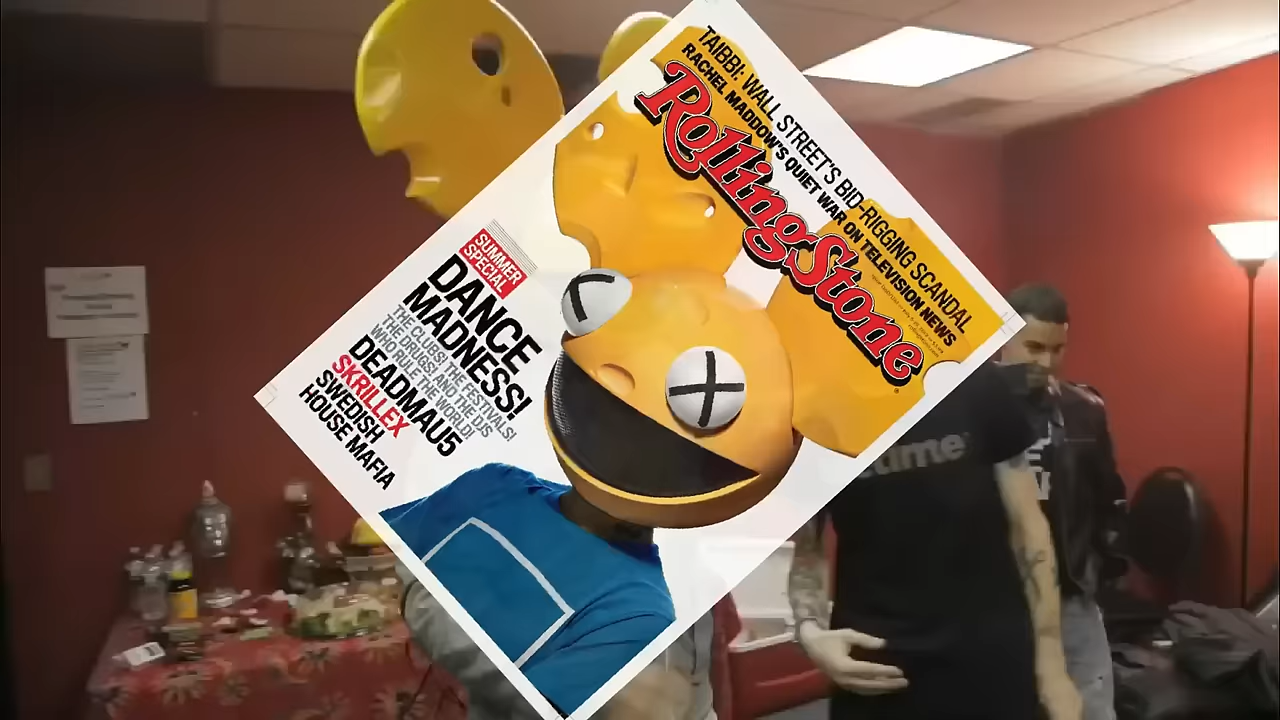 TAIBBI: WALL STREET'S BID-RIGGING SCANDAL
RACHEL MADDOW'S QUIET WAR ON TELEVISION NEWS
RollingStone
SUMMER
SPECIAL
DANCE
MADNESS!
THE CLUBS! THE FESTIVALS!
THE DRUGS! AND THE DJS
WHO RULE THE WORLD!
DEADMAU5
SKRILLEX
SWEDISH
HOUSE MAFIA
time